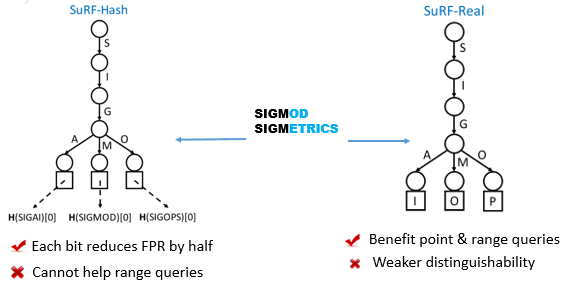 SuRF-Hash
S
I
G
A M O
H(SIGAI)[0] H(SIGMOD)[0] H(SIGOPS)[0]
Each bit reduces FPR by half
Cannot help range queries
SIGMOD
SIGMETRICS
SuRF-Real
S
I
G
A M O
I O P
Benefit point & range queries
Weaker distinguishability